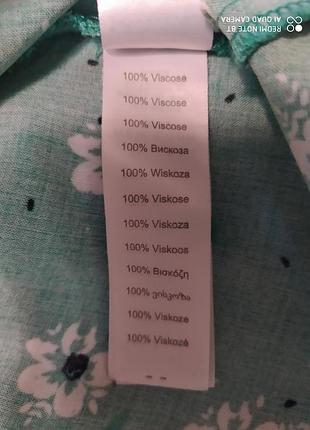 REDMI NOTE 8T
AI QUAD CAMERA
100% Viscose
100% Viscose
100% Viscose
100% Вискоза
100% Wiskoza
100% Viskose
100% Viskoza
100% Viskoos
100% Βισκόζη
100% ვისკოზა
100% Viskoze
100% Viskozė